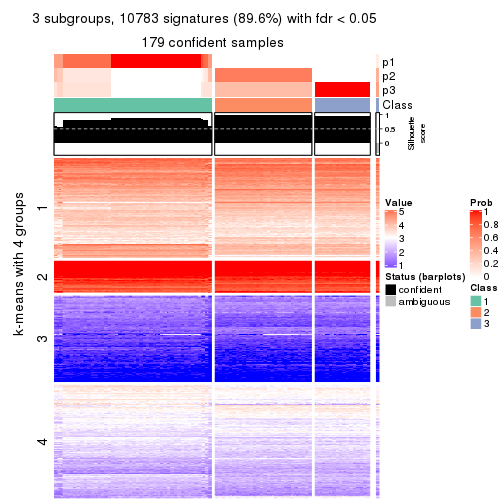 3 subgroups, 10783 signatures (89.6%) with fdr < 0.05
179 confident samples
p1
p2
p3
Class
1
0.5
0
Silhouette
score
k-means with 4 groups
1
2
3
4
Value
5
4
3
2
1
Status (barplots)
confident
ambiguous
Prob
1
0.8
0.6
0.4
0.2
0
Class
1
2
3